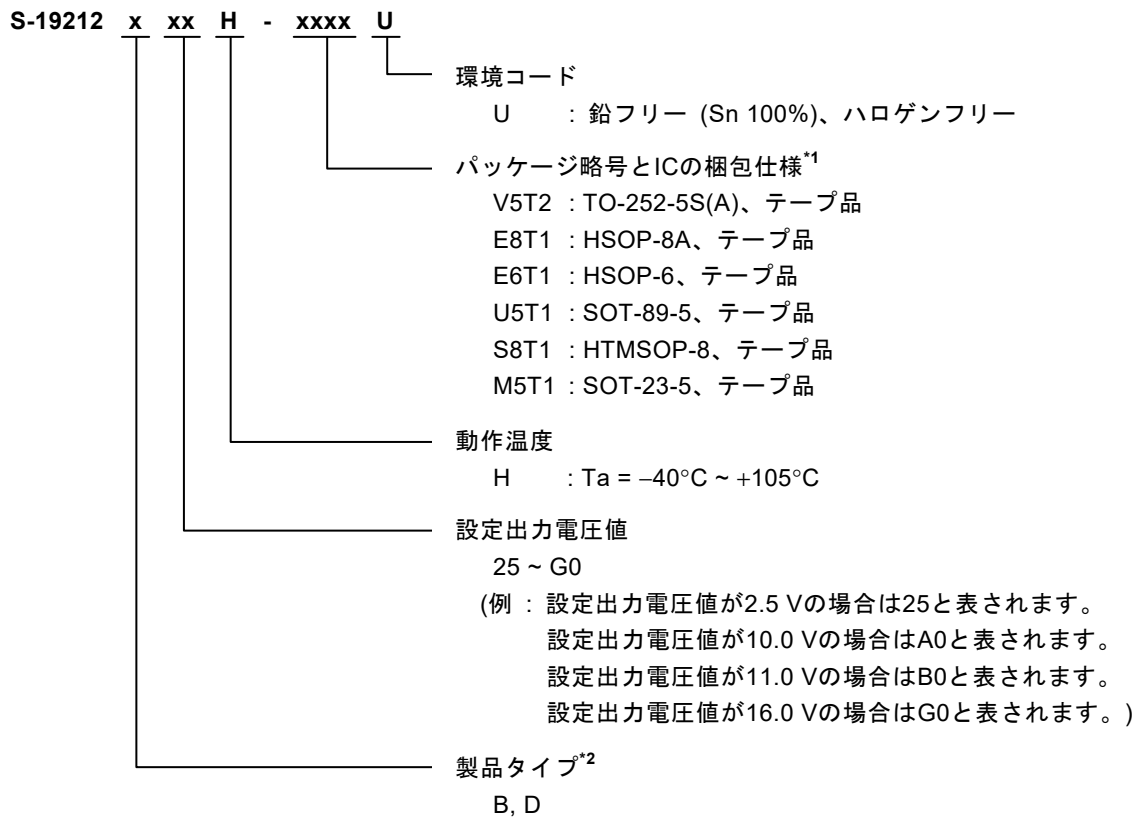 S-19212 x xx H - xxxx U
環境コード
U : 鉛フリー (Sn 100%)、ハロゲンフリー
パッケージ略号とICの梱包仕様*1
V5T2 : TO-252-5S(A)、テープ品
E8T1 : HSOP-8A、テープ品
E6T1 : HSOP-6、テープ品
U5T1 : SOT-89-5、テープ品
S8T1 : HTMSOP-8、テープ品
M5T1 : SOT-23-5、テープ品
動作温度
H : Ta = −40°C ~ +105°C
設定出力電圧値
25 ~ G0
(例 : 設定出力電圧値が2.5 Vの場合は25と表されます。
設定出力電圧値が10.0 Vの場合はA0と表されます。
設定出力電圧値が11.0 Vの場合はB0と表されます。
設定出力電圧値が16.0 Vの場合はG0と表されます。)
製品タイプ*2
B, D